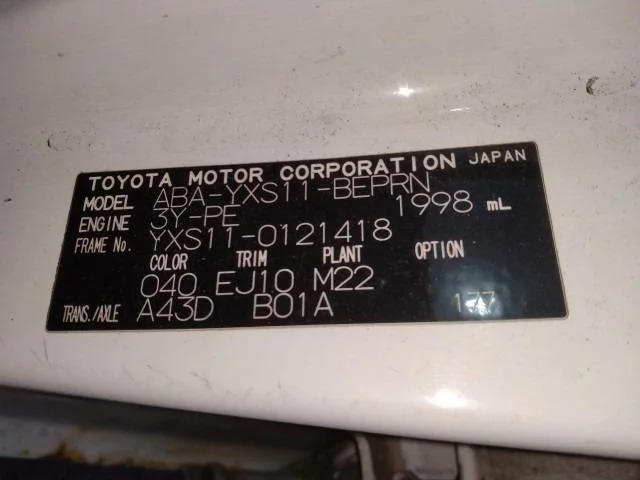 TOYOTA MOTOR CORPORATION JAPAN
MODEL ABA-YXS11-BEPRN
ENGINE 3Y-PE 1998 mL
FRAME No. YXS11-0121418
COLOR TRIM PLANT OPTION
040 EJ10 M22
TRANS./AXLE A43D B01A 177